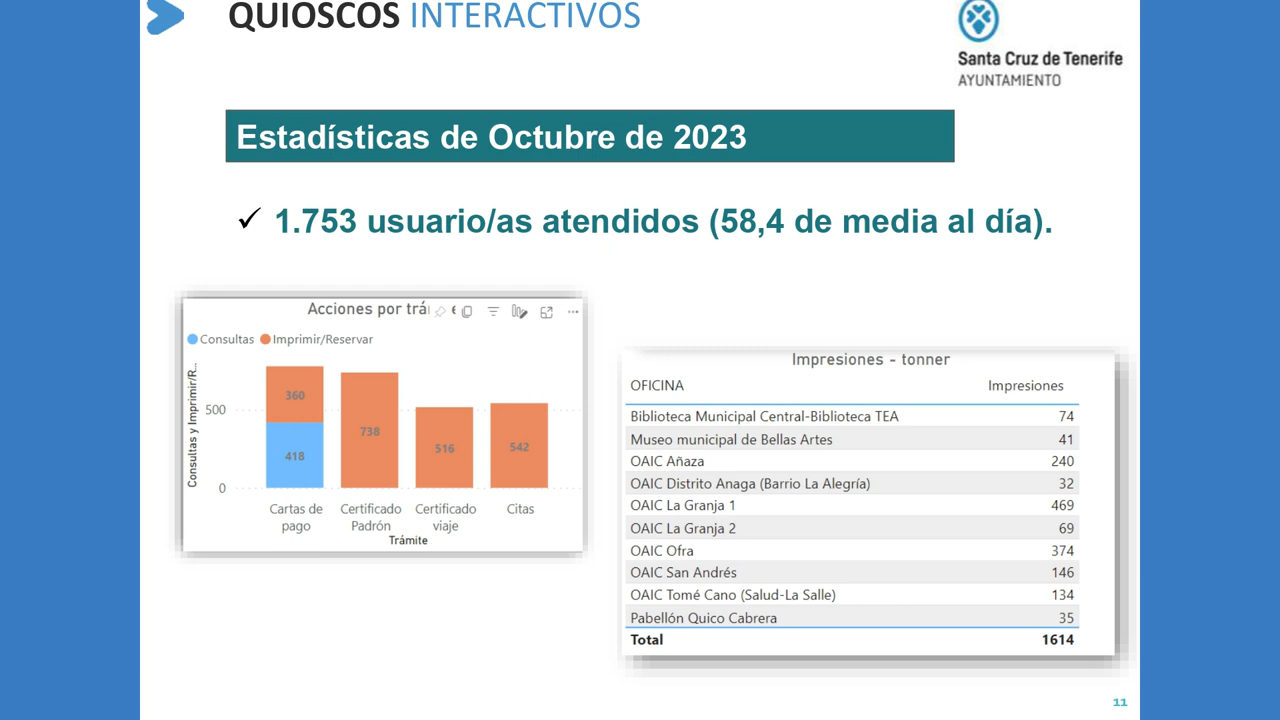 QUIOSCOS INTERACTIVOS
Santa Cruz de Tenerife
AYUNTAMIENTO
Estadísticas de Octubre de 2023
✓ 1.753 usuario/as atendidos (58,4 de media al día).
Acciones por trá
Consultas Imprimir/Reservar
Consultas y Imprimir/R...
500
0
360
418
738
516
542
Cartas de pago
Certificado Padrón
Certificado viaje
Citas
Trámite
Impresiones - tonner
OFICINA Impresiones
Biblioteca Municipal Central-Biblioteca TEA 74
Museo municipal de Bellas Artes 41
OAIC Añaza 240
OAIC Distrito Anaga (Barrio La Alegría) 32
OAIC La Granja 1 469
OAIC La Granja 2 69
OAIC Ofra 374
OAIC San Andrés 146
OAIC Tomé Cano (Salud-La Salle) 134
Pabellón Quico Cabrera 35
Total 1614
11